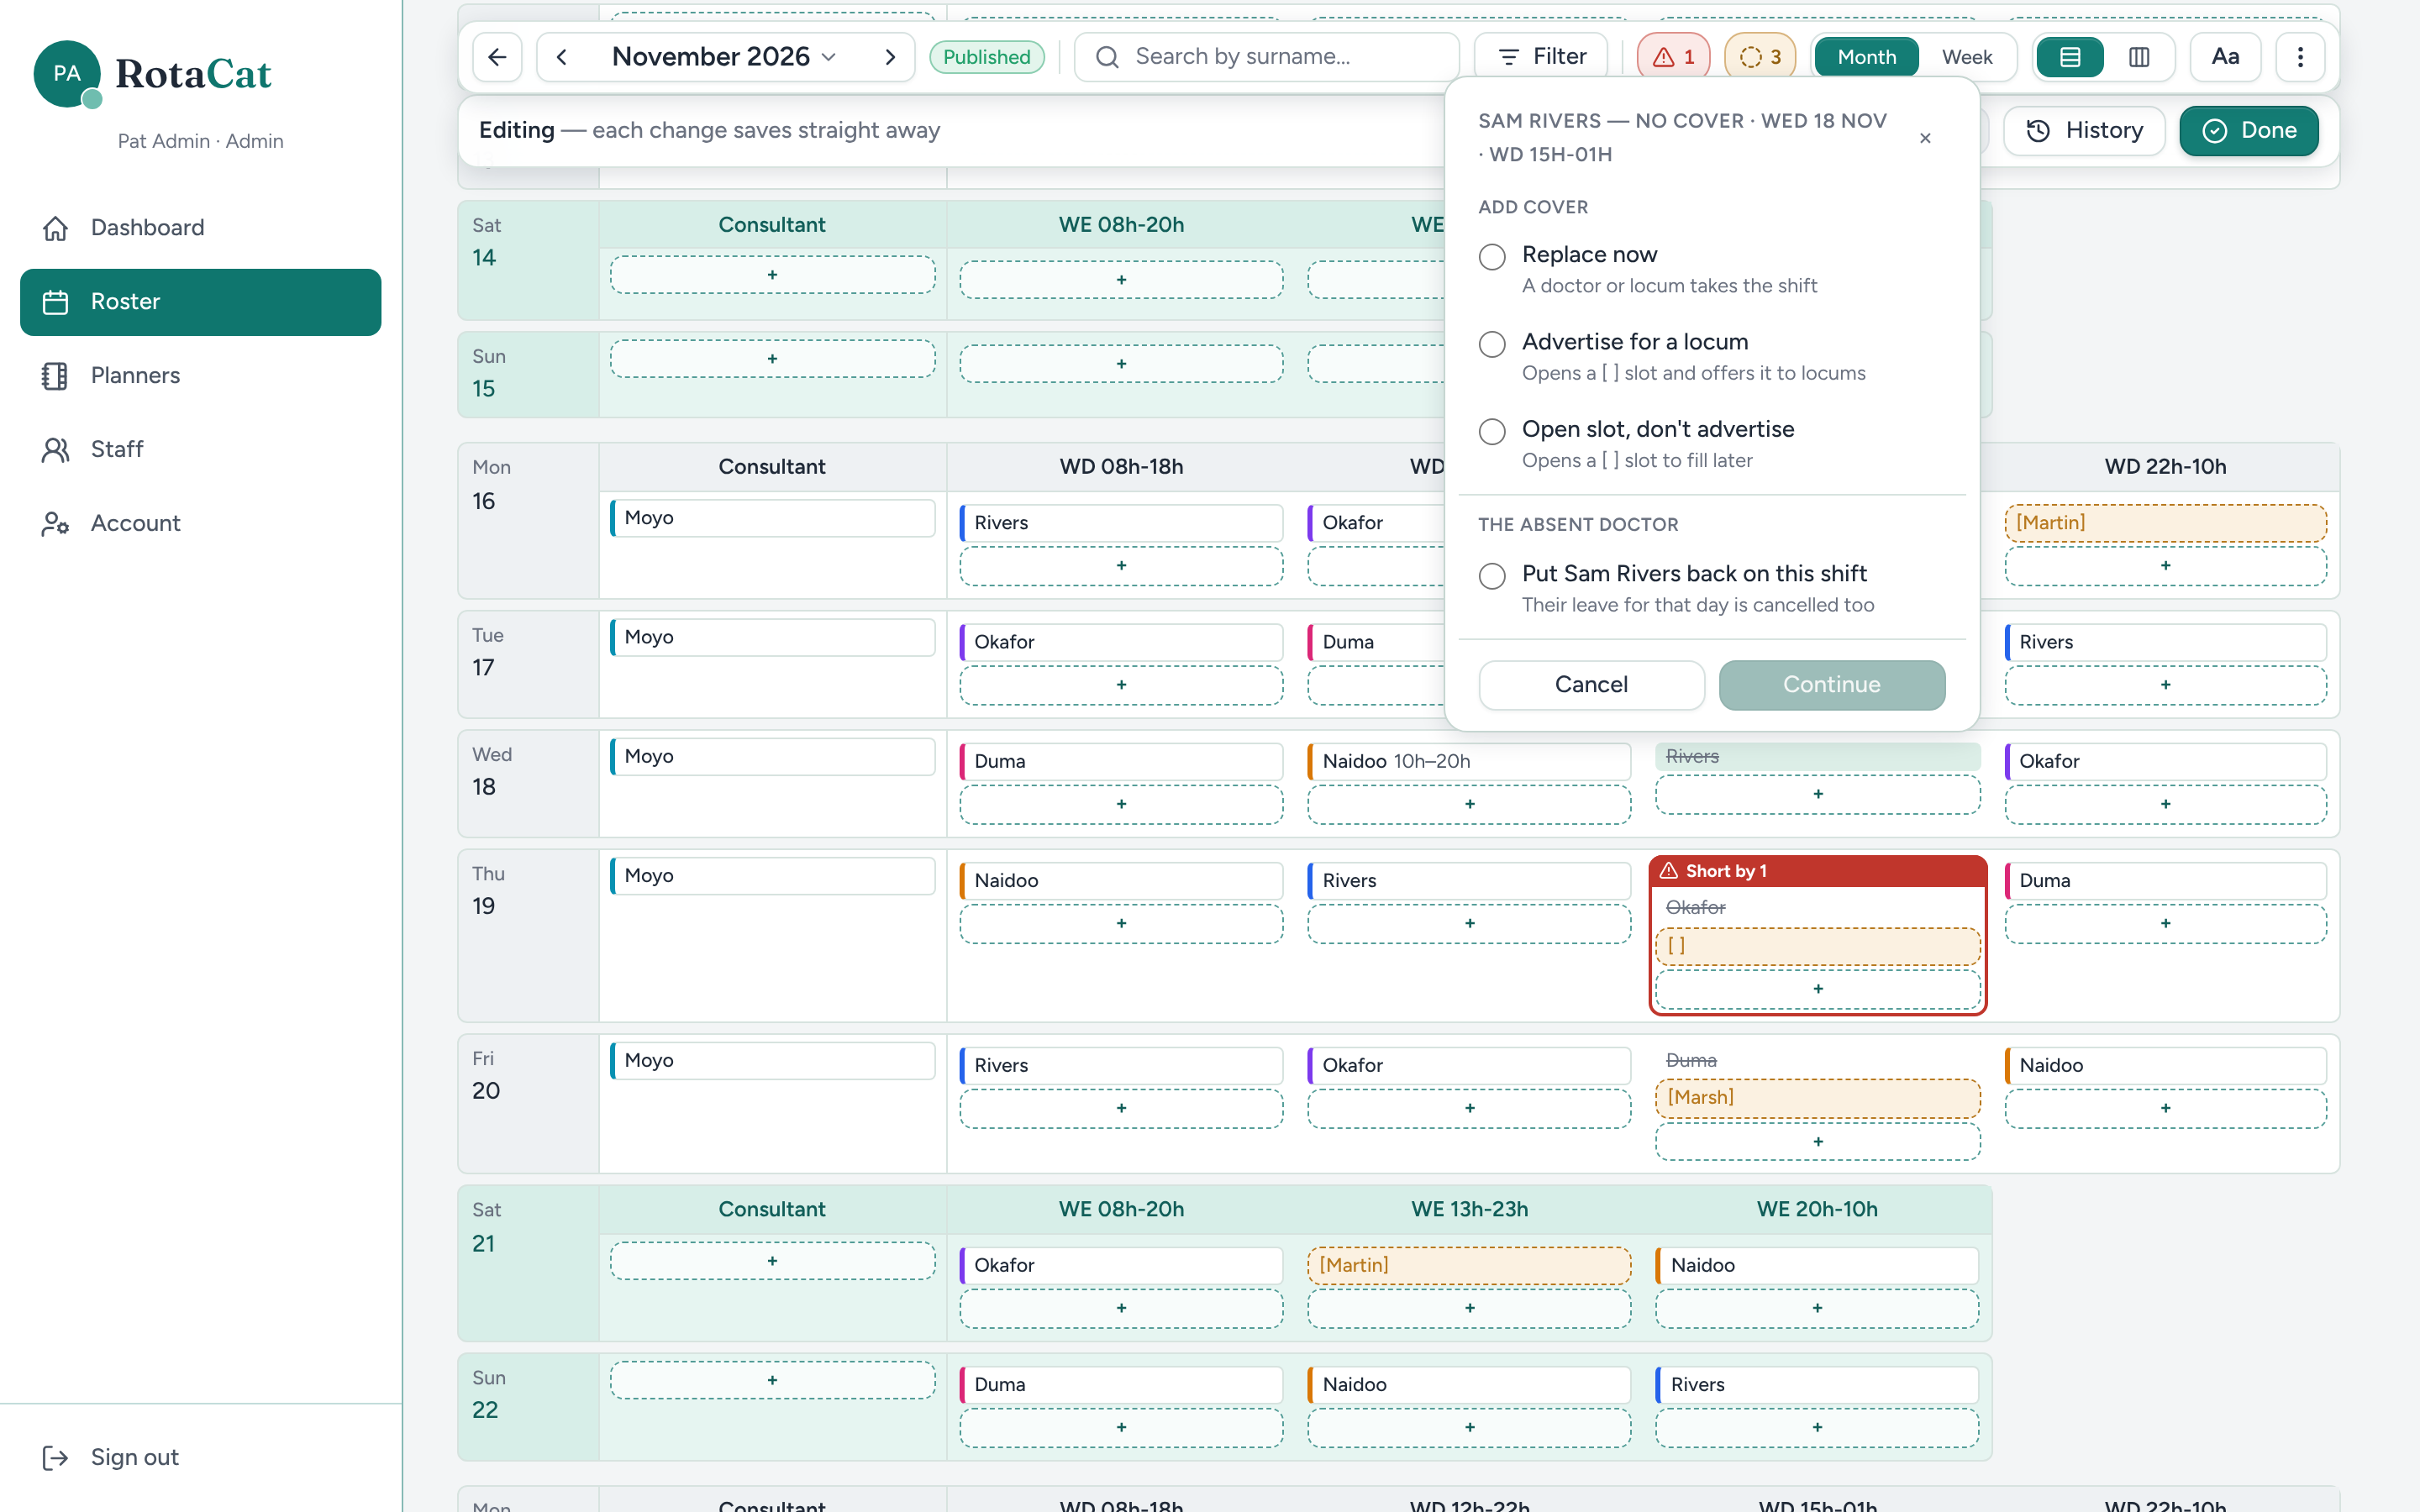 PA
RotaCat
Pat Admin · Admin
Dashboard
Roster
Planners
Staff
Account
Sign out
November 2026
Published
Search by surname...
Filter
1
3
Month
Week
Aa
Editing — each change saves straight away
History
Done
SAM RIVERS — NO COVER · WED 18 NOV
· WD 15H-01H
×
ADD COVER
Replace now
A doctor or locum takes the shift
Advertise for a locum
Opens a [ ] slot and offers it to locums
Open slot, don't advertise
Opens a [ ] slot to fill later
THE ABSENT DOCTOR
Put Sam Rivers back on this shift
Their leave for that day is cancelled too
Cancel
Continue
Sat
14
Consultant
WE 08h-20h
WE
+
+
Sun
15
+
+
Mon
16
Consultant
WD 08h-18h
WD
WD 22h-10h
Moyo
Rivers
Okafor
[Martin]
+
+
Tue
17
Moyo
Okafor
Duma
Rivers
+
+
Wed
18
Moyo
Duma
Naidoo 10h–20h
Rivers
Okafor
+
+
+
+
Thu
19
Moyo
Naidoo
Rivers
Short by 1
Okafor
[ ]
Duma
+
+
+
+
Fri
20
Moyo
Rivers
Okafor
Duma
[Marsh]
Naidoo
+
+
+
+
Sat
21
Consultant
WE 08h-20h
WE 13h-23h
WE 20h-10h
+
Okafor
[Martin]
Naidoo
+
+
+
Sun
22
+
Duma
Naidoo
Rivers
+
+
+
Mon
Consultant
WD 08h-18h
WD 12h-22h
WD 15h-01h
WD 22h-10h